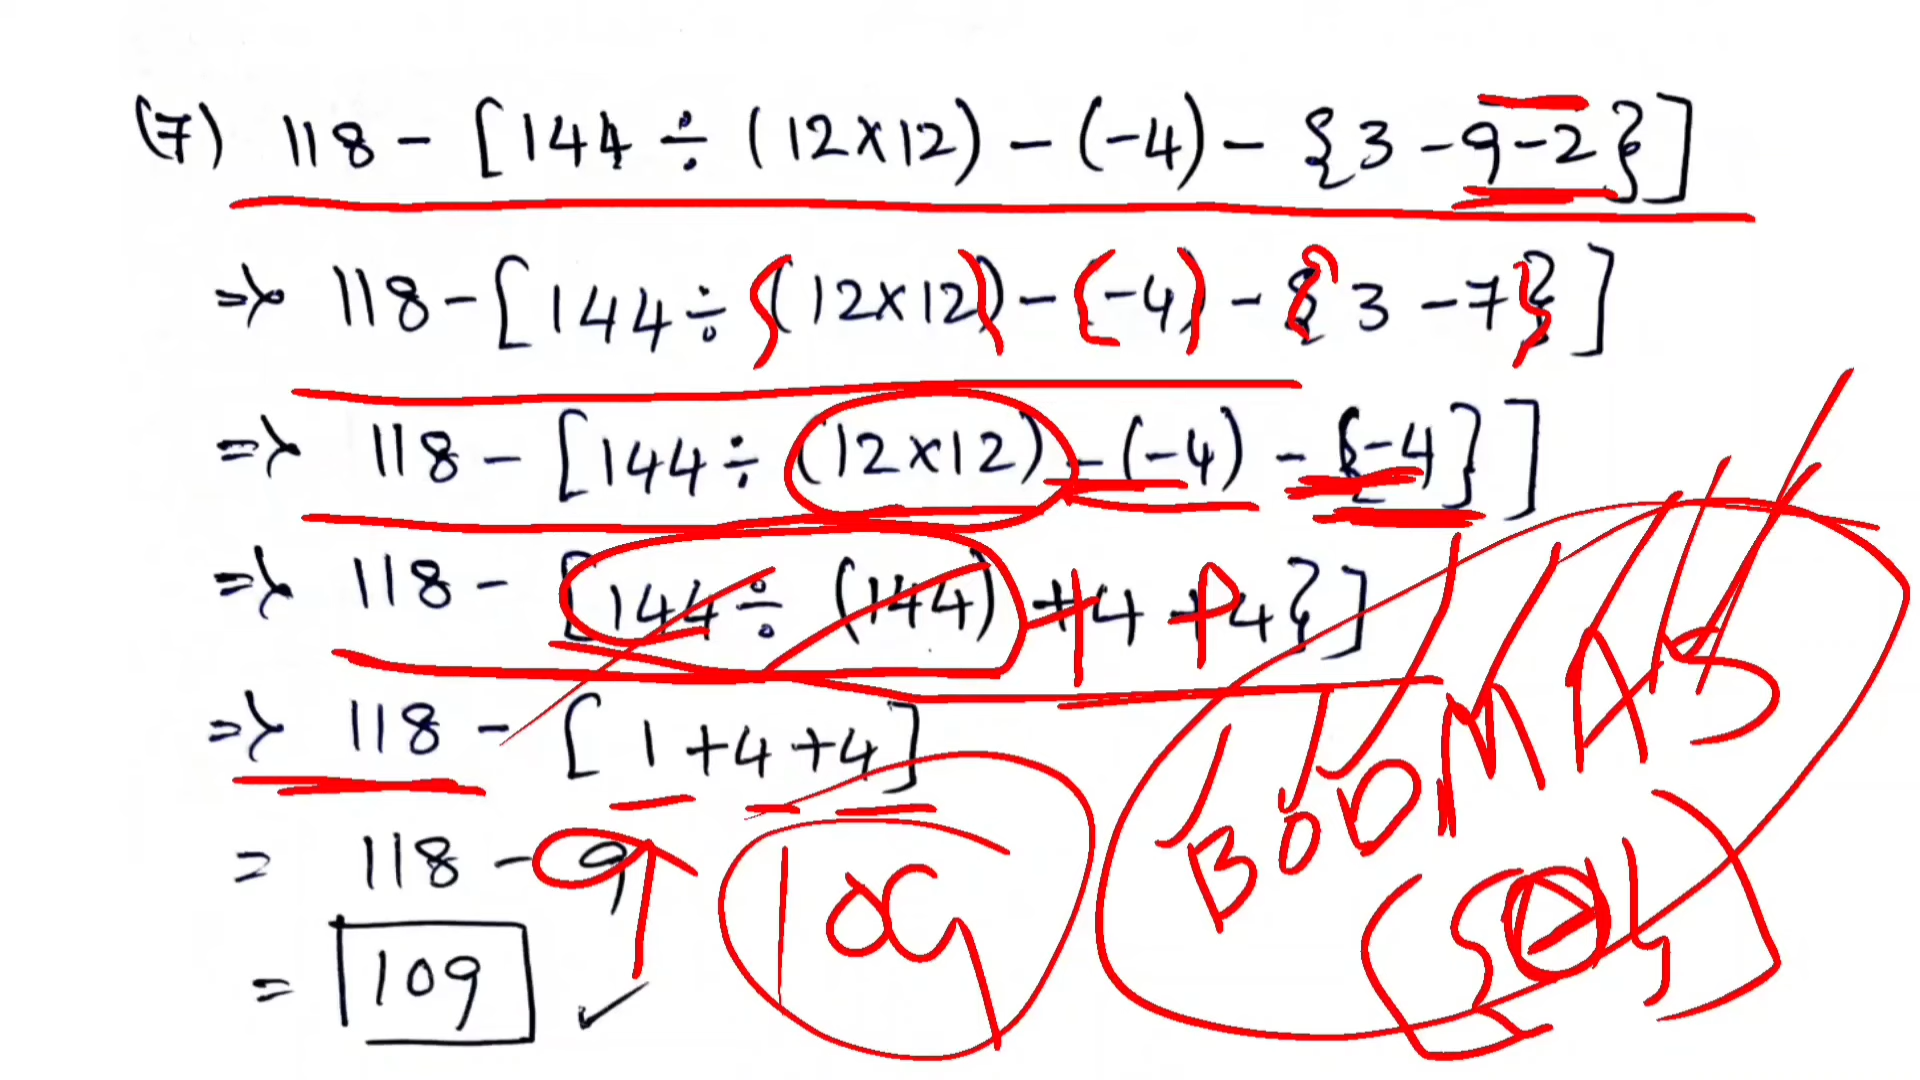 (7) 118 - [144 ÷ (12×12) - (-4) - {3 - 9-2}]
=> 118 - [144 ÷ (12×12) - (-4) - {3 - 7}]
=> 118 - [144 ÷ (12×12) - (-4) - {-4}]
=> 118 - [144 ÷ (144) +4 +4}]
=> 118 - [1 +4 +4]
= 118 - 9
= 109 ✓
109
BODMAS